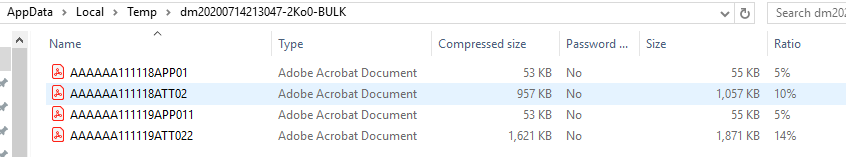 AppData > Local > Temp > dm20200714213047-2Ko0-BULK Search dm202
Name Type Compressed size Password ... Size Ratio
AAAAAA111118APP01 Adobe Acrobat Document 53 KB No 55 KB 5%
AAAAAA111118ATT02 Adobe Acrobat Document 957 KB No 1,057 KB 10%
AAAAAA111119APP011 Adobe Acrobat Document 53 KB No 55 KB 5%
AAAAAA111119ATT022 Adobe Acrobat Document 1,621 KB No 1,871 KB 14%